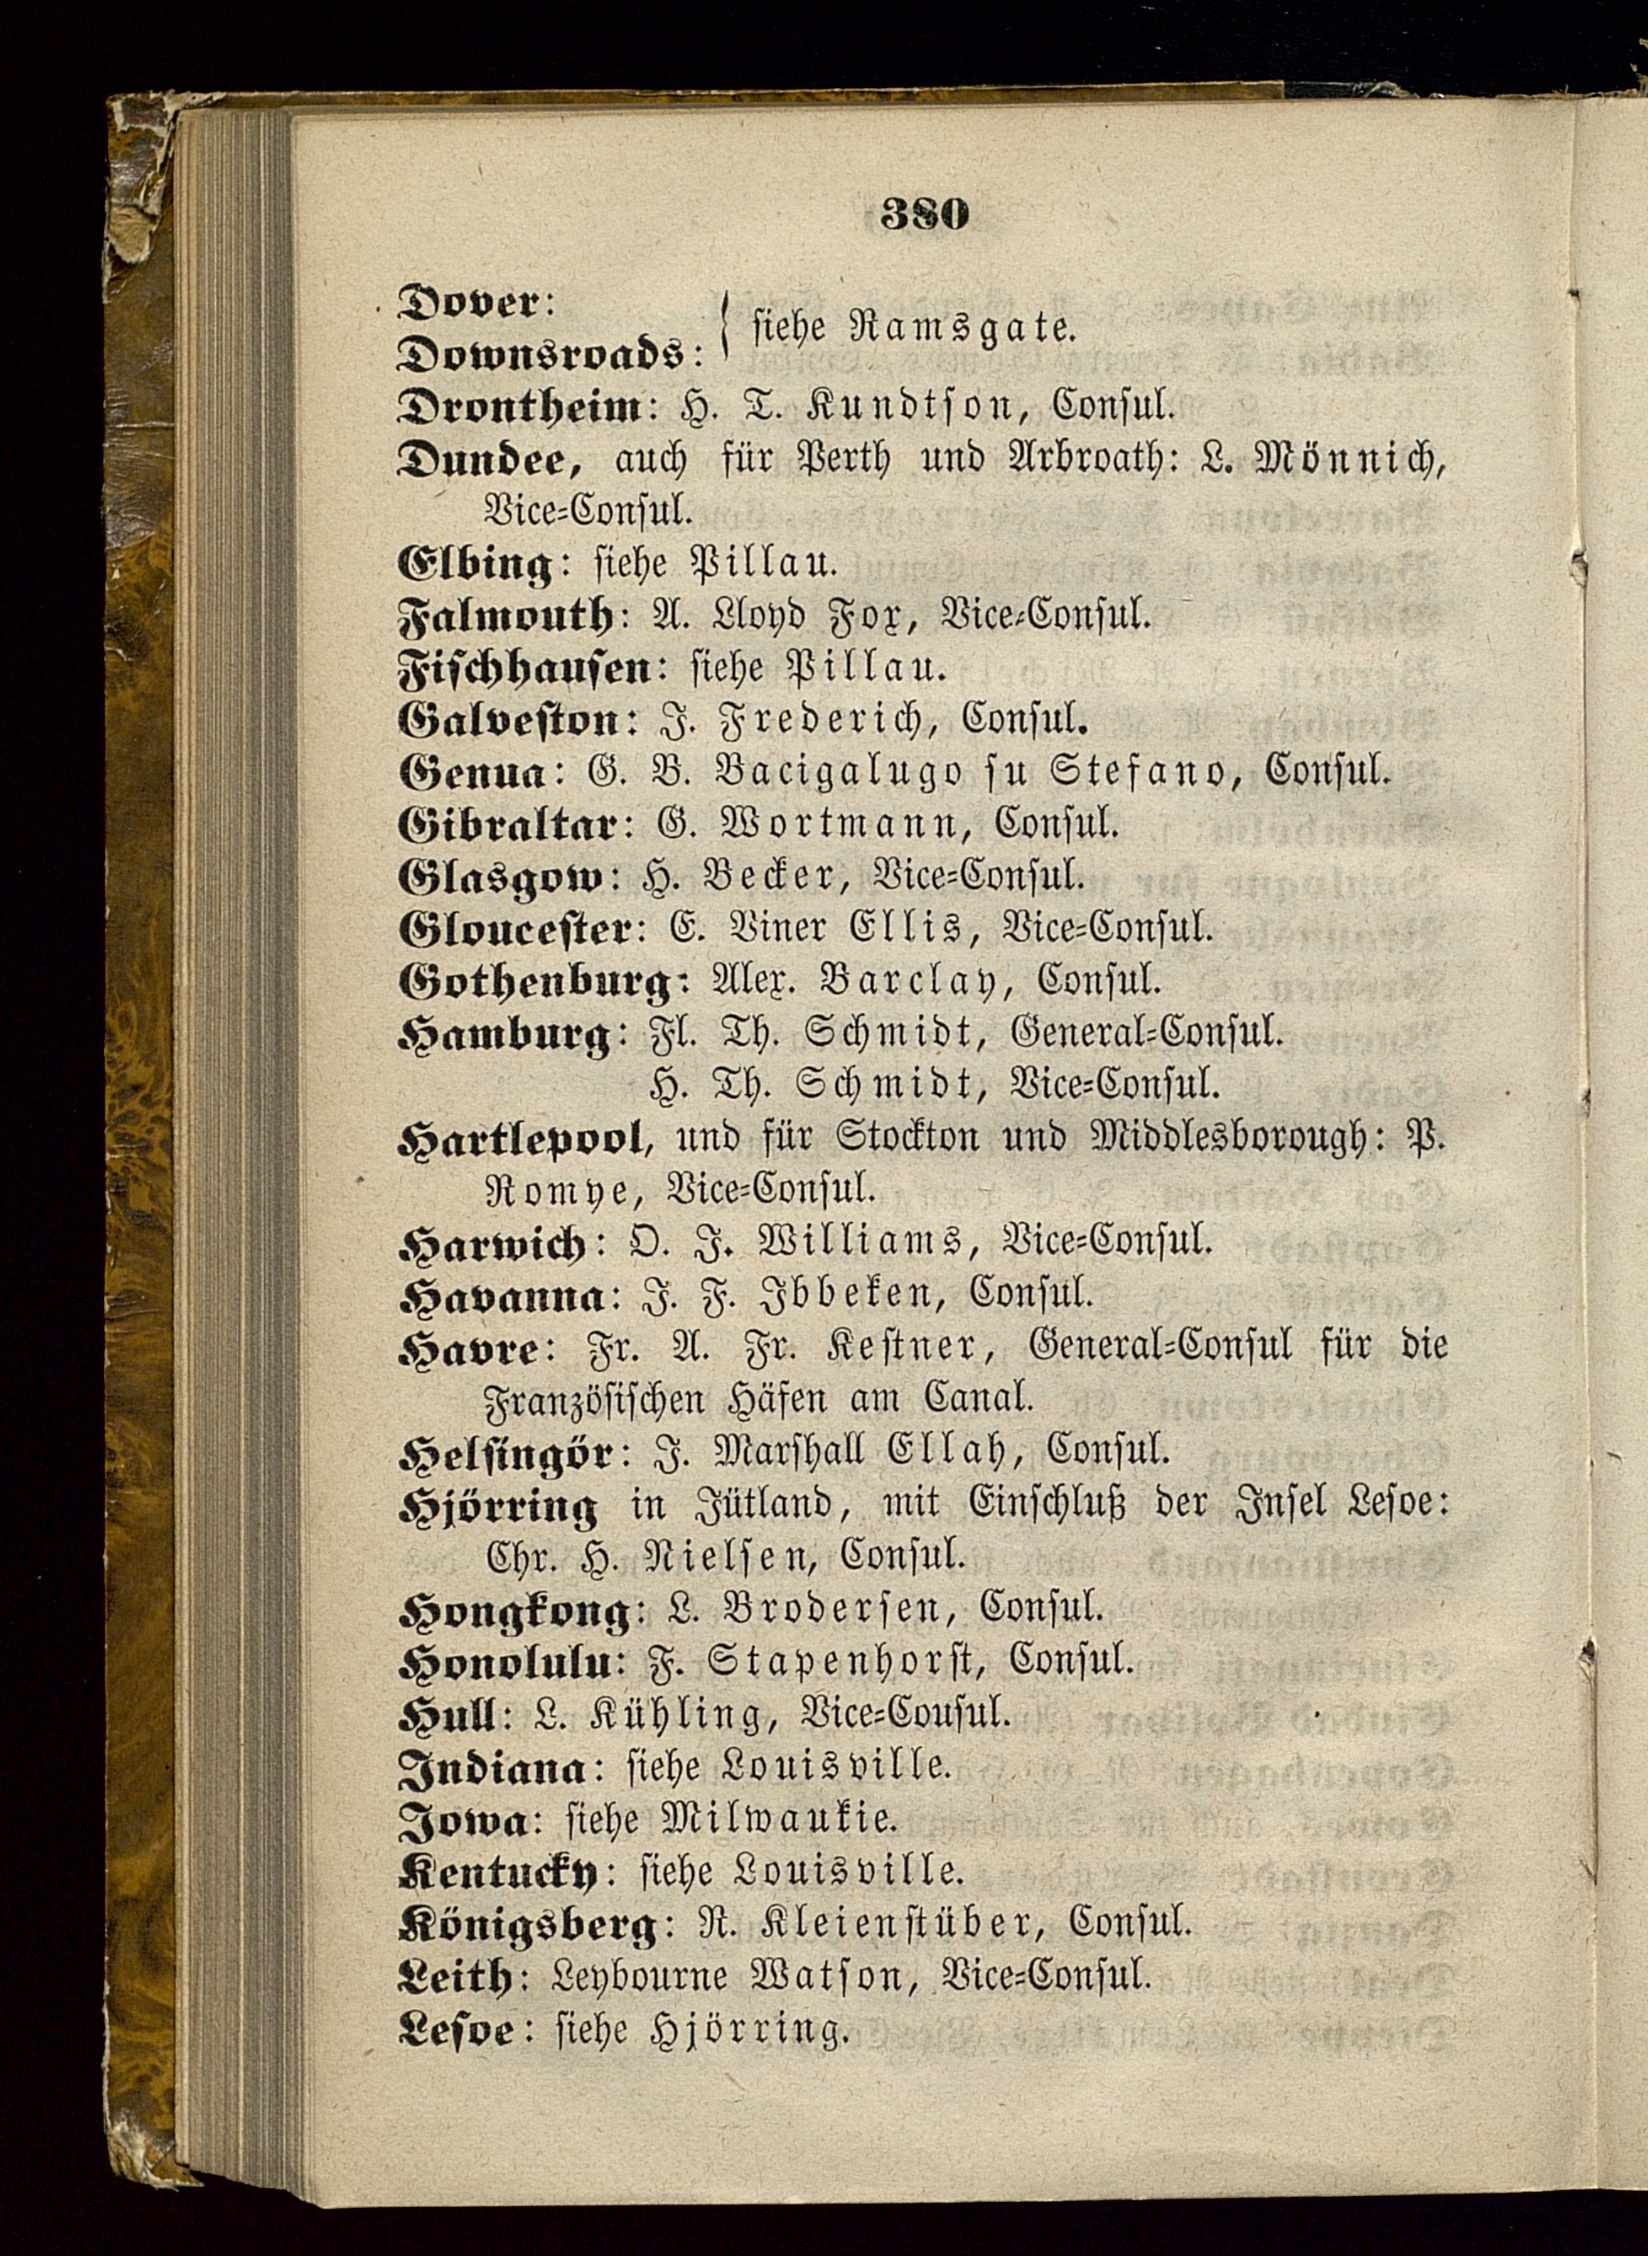 380
Dover:
Downsroads: } siehe Ramsgate.
Drontheim: H. T. Kundtson, Consul.
Dundee, auch für Perth und Arbroath: L. Mönnich,
Vice-Consul.
Elbing: siehe Pillau.
Falmouth: A. Lloyd Fox, Vice-Consul.
Fischhausen: siehe Pillau.
Galveston: J. Frederich, Consul.
Genua: G. B. Bacigalugo su Stefano, Consul.
Gibraltar: G. Wortmann, Consul.
Glasgow: H. Becker, Vice-Consul.
Gloucester: E. Viner Ellis, Vice-Consul.
Gothenburg: Alex. Barclay, Consul.
Hamburg: Fl. Th. Schmidt, General-Consul.
H. Th. Schmidt, Vice-Consul.
Hartlepool, und für Stockton und Middlesborough: P.
Romye, Vice-Consul.
Harwich: O. J. Williams, Vice-Consul.
Havanna: J. F. Ibbeken, Consul.
Havre: Fr. A. Fr. Kestner, General-Consul für die
Französischen Häfen am Canal.
Helsingör: J. Marshall Ellah, Consul.
Hjörring in Jütland, mit Einschluß der Insel Lesoe:
Chr. H. Nielsen, Consul.
Hongkong: L. Brodersen, Consul.
Honolulu: F. Stapenhorst, Consul.
Hull: L. Kühling, Vice-Cousul.
Indiana: siehe Louisville.
Iowa: siehe Milwaukie.
Kentucky: siehe Louisville.
Königsberg: R. Kleienstüber, Consul.
Leith: Leybourne Watson, Vice-Consul.
Lesoe: siehe Hjörring.